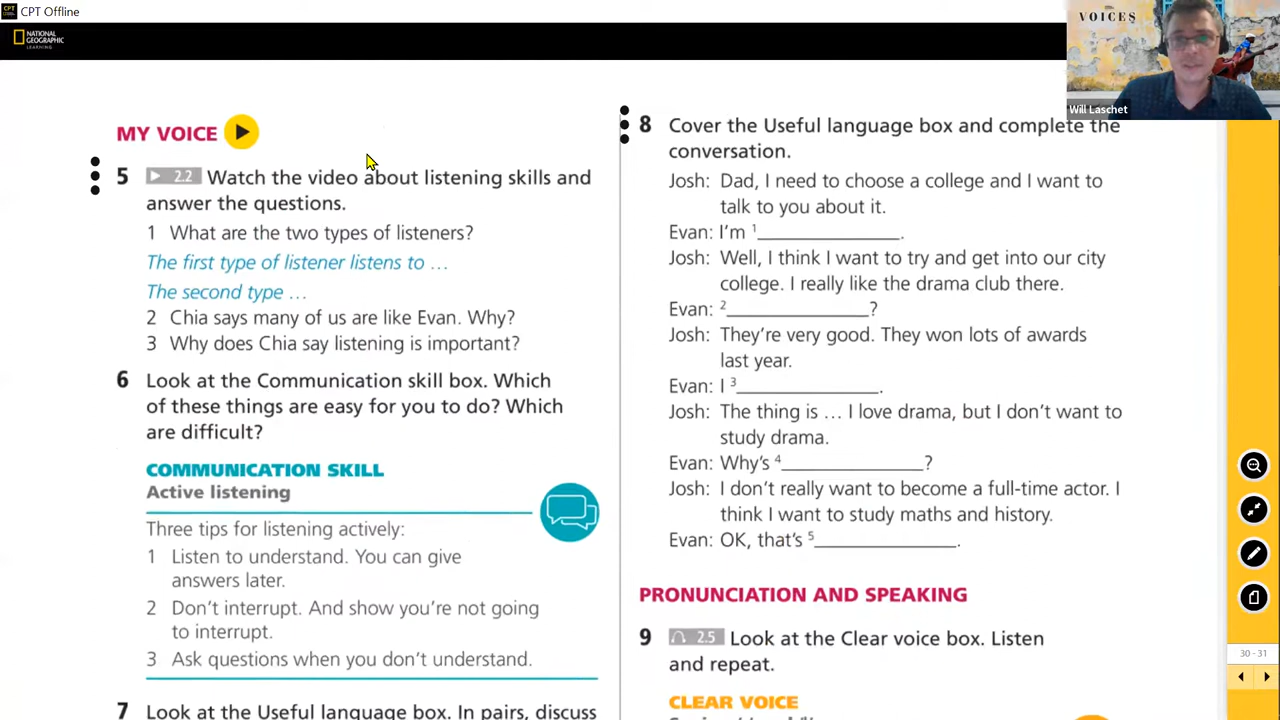 CPT Offline
NATIONAL
GEOGRAPHIC
LEARNING
VOICES
Will Laschet
MY VOICE
5 2.2 Watch the video about listening skills and
answer the questions.
1 What are the two types of listeners?
The first type of listener listens to …
The second type …
2 Chia says many of us are like Evan. Why?
3 Why does Chia say listening is important?
6 Look at the Communication skill box. Which
of these things are easy for you to do? Which
are difficult?
COMMUNICATION SKILL
Active listening
Three tips for listening actively:
1 Listen to understand. You can give
answers later.
2 Don't interrupt. And show you're not going
to interrupt.
3 Ask questions when you don't understand.
7 Look at the Useful language box. In pairs, discuss
8 Cover the Useful language box and complete the
conversation.
Josh: Dad, I need to choose a college and I want to
talk to you about it.
Evan: I'm 1_______________.
Josh: Well, I think I want to try and get into our city
college. I really like the drama club there.
Evan: 2_______________?
Josh: They're very good. They won lots of awards
last year.
Evan: I 3_______________.
Josh: The thing is … I love drama, but I don't want to
study drama.
Evan: Why's 4_______________?
Josh: I don't really want to become a full-time actor. I
think I want to study maths and history.
Evan: OK, that's 5_______________.
PRONUNCIATION AND SPEAKING
9 2.5 Look at the Clear voice box. Listen
and repeat.
CLEAR VOICE
30 - 31